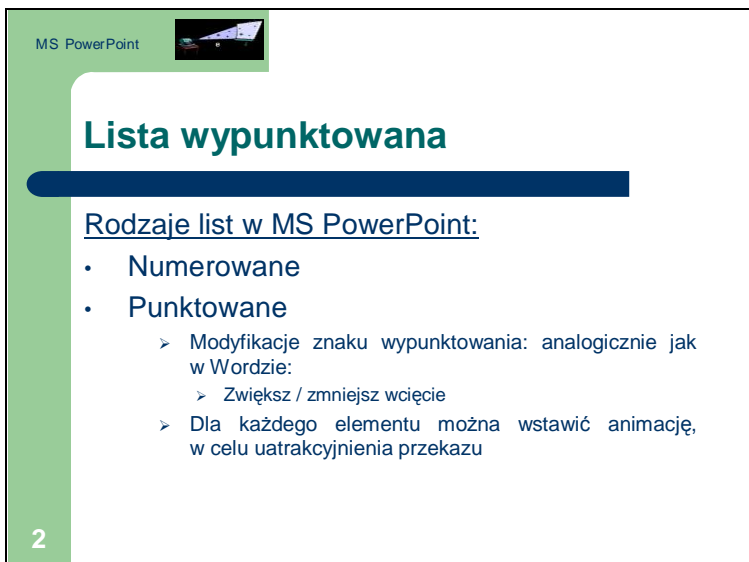 MS PowerPoint
Lista wypunktowana
Rodzaje list w MS PowerPoint:
• Numerowane
• Punktowane
➢ Modyfikacje znaku wypunktowania: analogicznie jak
w Wordzie:
➢ Zwiększ / zmniejsz wcięcie
➢ Dla każdego elementu można wstawić animację,
w celu uatrakcyjnienia przekazu
2